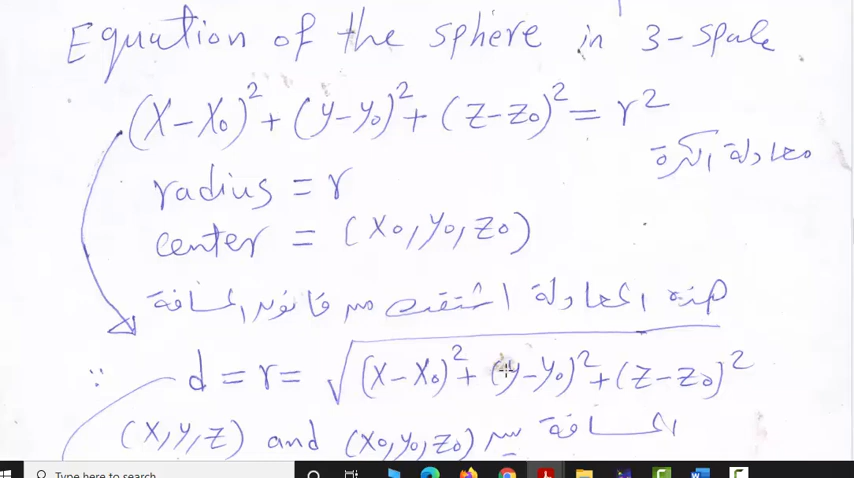 Equation of the sphere in 3-space
(x-x₀)²+(y-y₀)²+(z-z₀)²=r²
معادلة الكرة
radius = r
center = (x₀,y₀,z₀)
هذه المعادلة اشتقت من قانون المسافة
∵ d=r=√(x-x₀)²+(y-y₀)²+(z-z₀)²
المسافة بين (x₀,y₀,z₀) and (x,y,z)
Type here to search